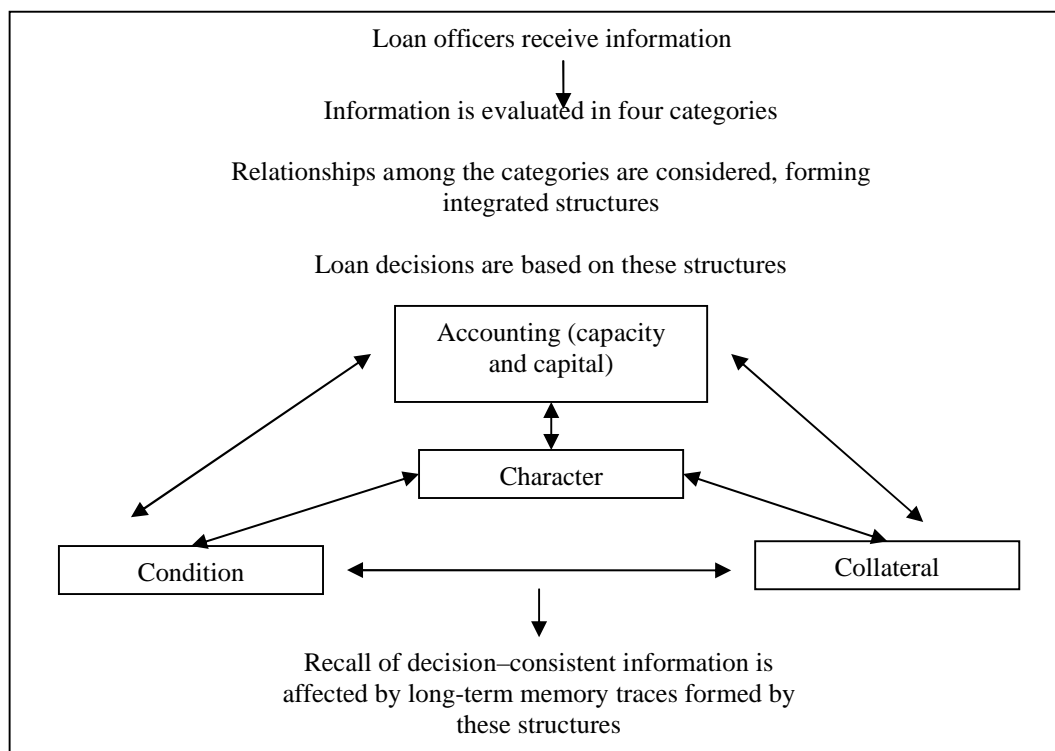 Loan officers receive information
Information is evaluated in four categories
Relationships among the categories are considered, forming
integrated structures
Loan decisions are based on these structures
Accounting (capacity
and capital)
Character
Condition
Collateral
Recall of decision–consistent information is
affected by long-term memory traces formed by
these structures